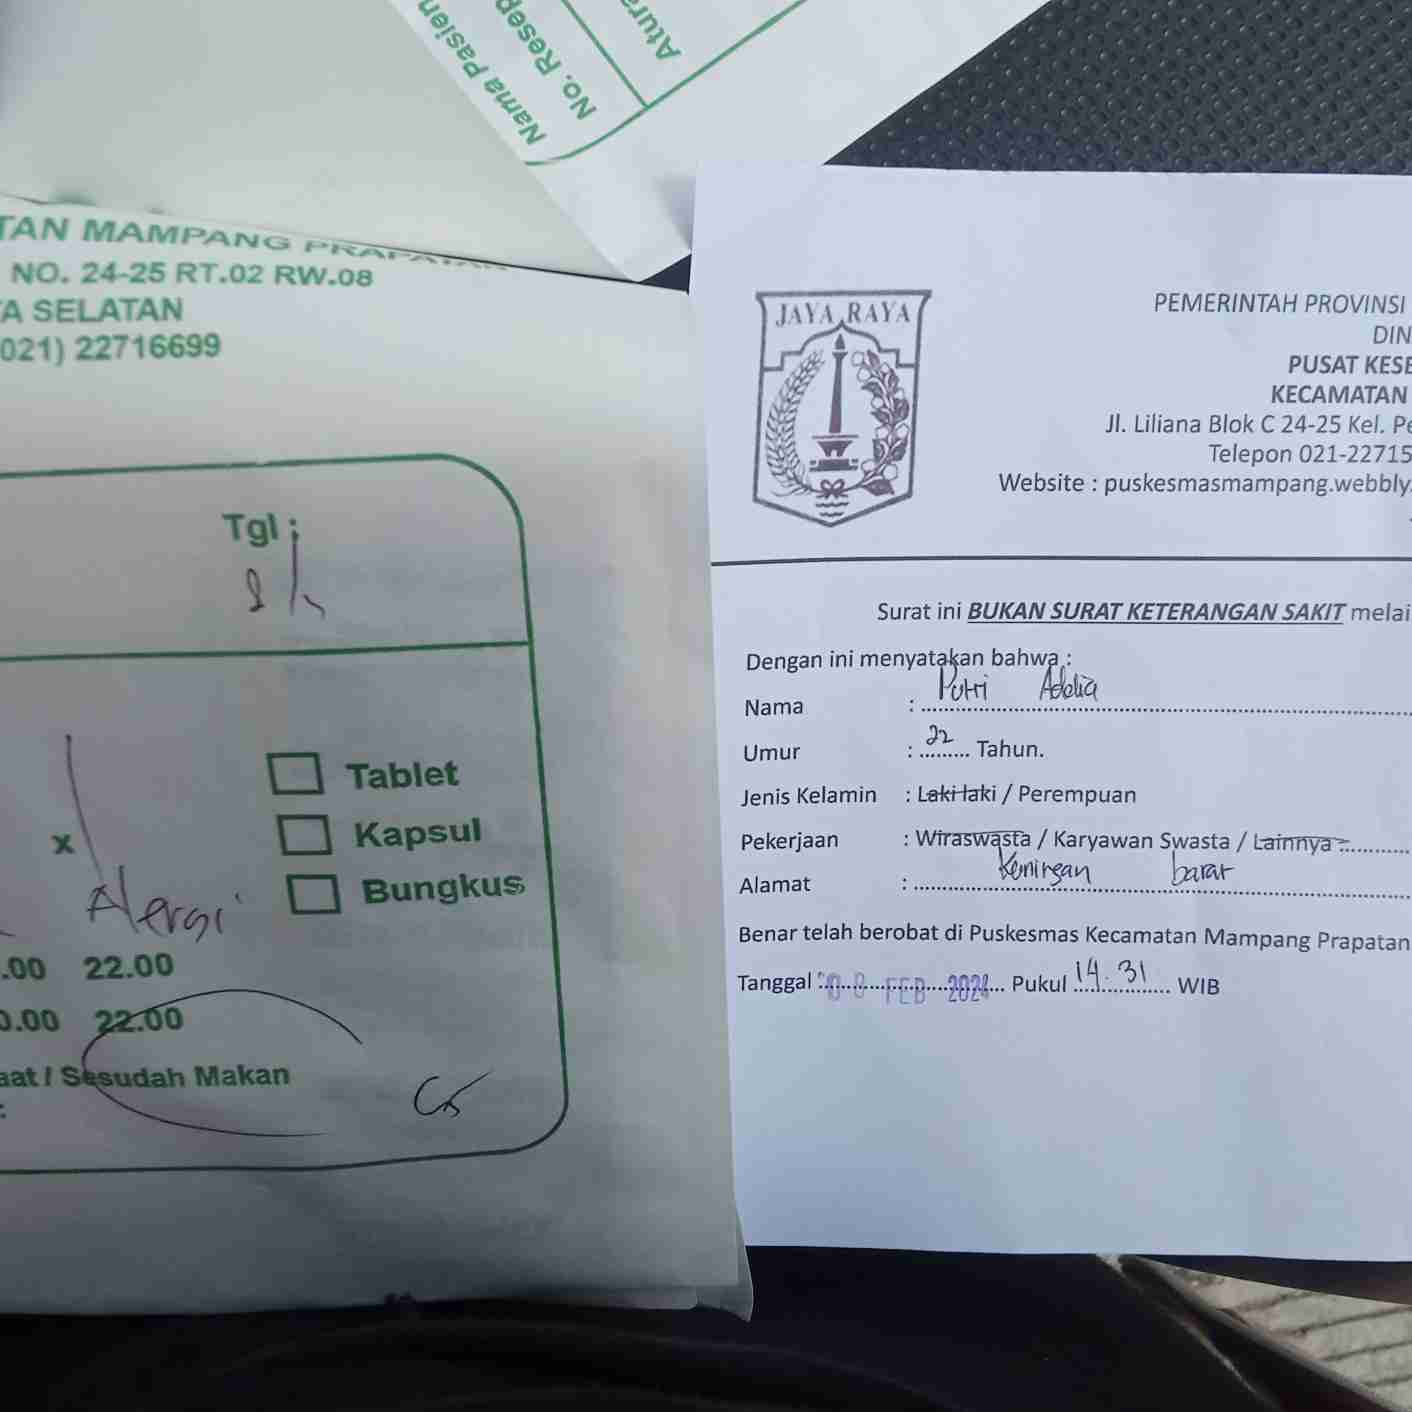 Nama Pasien
No. Resep
Atura
TAN MAMPANG PRAPATAN
NO. 24-25 RT.02 RW.08
TA SELATAN
021) 22716699
Tgl :
8/
Tablet
x
Kapsul
Alergi
Bungkus
.00 22.00
0.00 22.00
aat / Sesudah Makan
:
JAYA RAYA
PEMERINTAH PROVINSI
DIN
PUSAT KESE
KECAMATAN
Jl. Liliana Blok C 24-25 Kel. Pe
Telepon 021-22715
Website : puskesmasmampang.webbly.
Surat ini BUKAN SURAT KETERANGAN SAKIT melai
Dengan ini menyatakan bahwa :
Nama : Putri Adelia
Umur : 22 Tahun.
Jenis Kelamin : Laki laki / Perempuan
Pekerjaan : Wiraswasta / Karyawan Swasta / Lainnya :............
Alamat : Kuningan barat
Benar telah berobat di Puskesmas Kecamatan Mampang Prapatan
Tanggal : 08 FEB 2024 Pukul 14.31 WIB